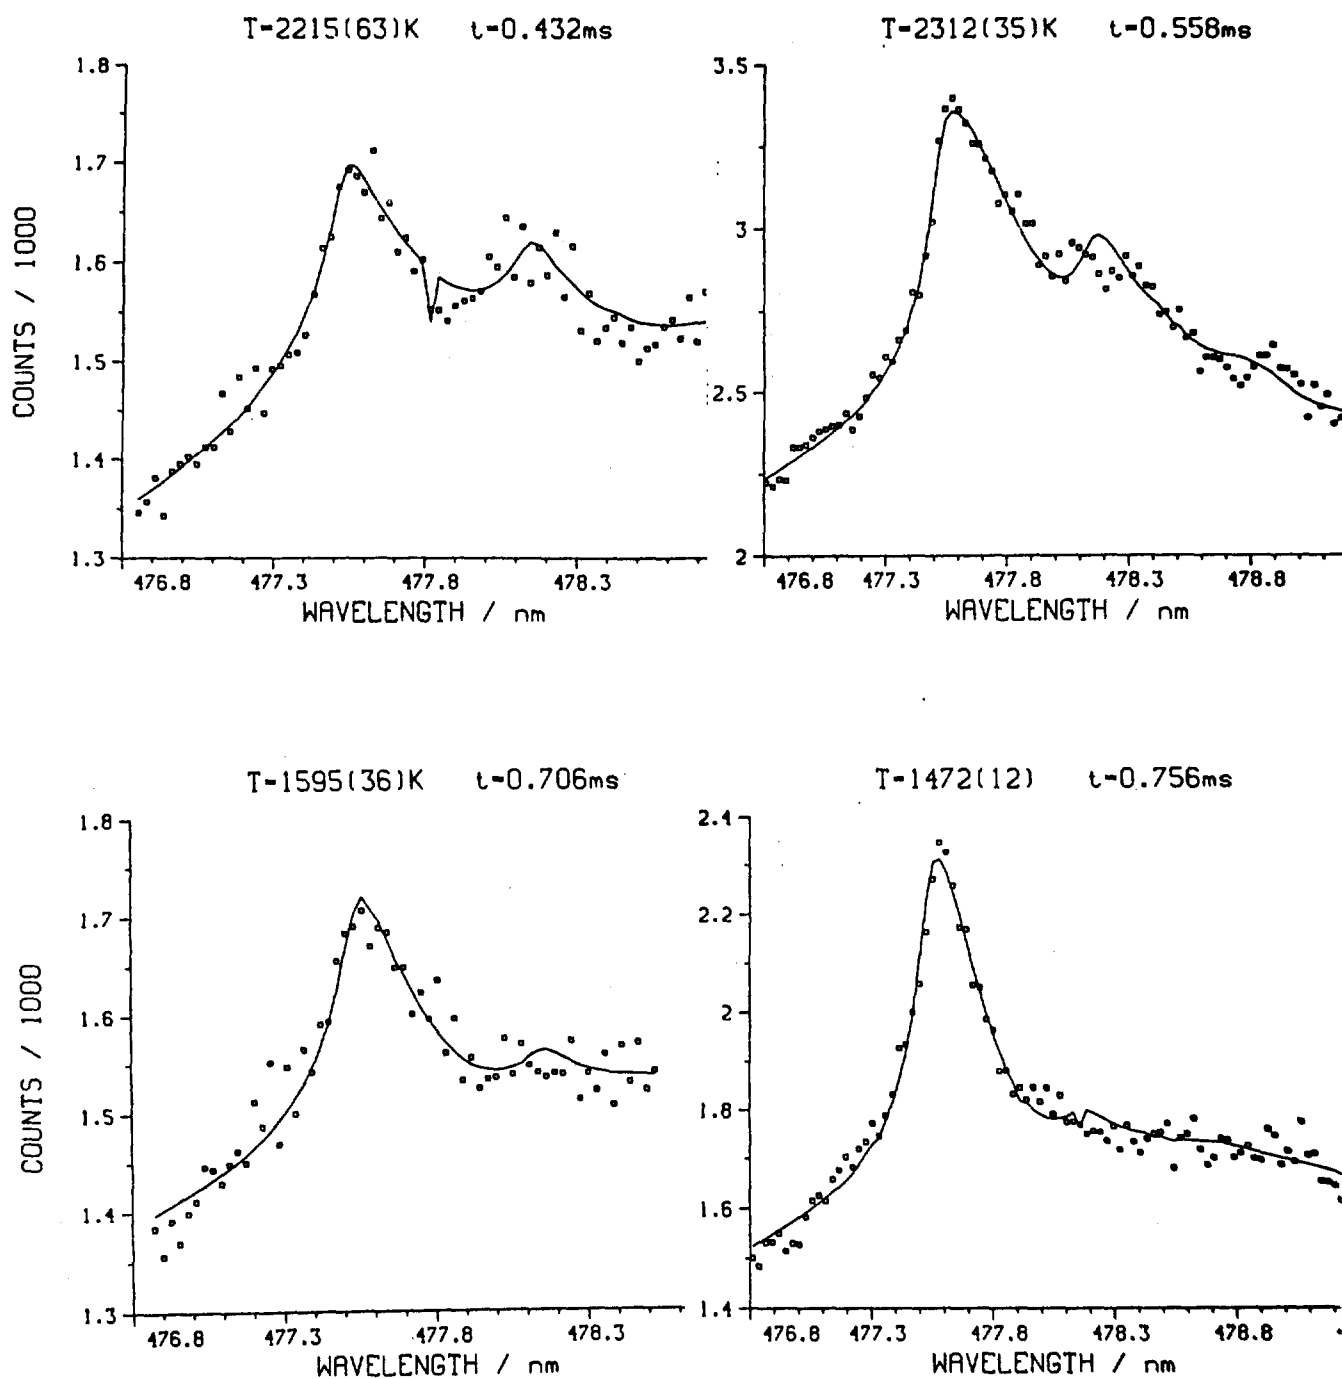 T=2215(63)K t=0.432ms
COUNTS / 1000
1.8
1.7
1.6
1.5
1.4
1.3
476.8 477.3 477.8 478.3
WAVELENGTH / nm
T=2312(35)K t=0.558ms
3.5
3
2.5
2
476.8 477.3 477.8 478.3 478.8
WAVELENGTH / nm
T=1595(36)K t=0.706ms
COUNTS / 1000
1.8
1.7
1.6
1.5
1.4
1.3
476.8 477.3 477.8 478.3
WAVELENGTH / nm
T=1472(12) t=0.756ms
2.4
2.2
2
1.8
1.6
1.4
476.8 477.3 477.8 478.3 478.8
WAVELENGTH / nm